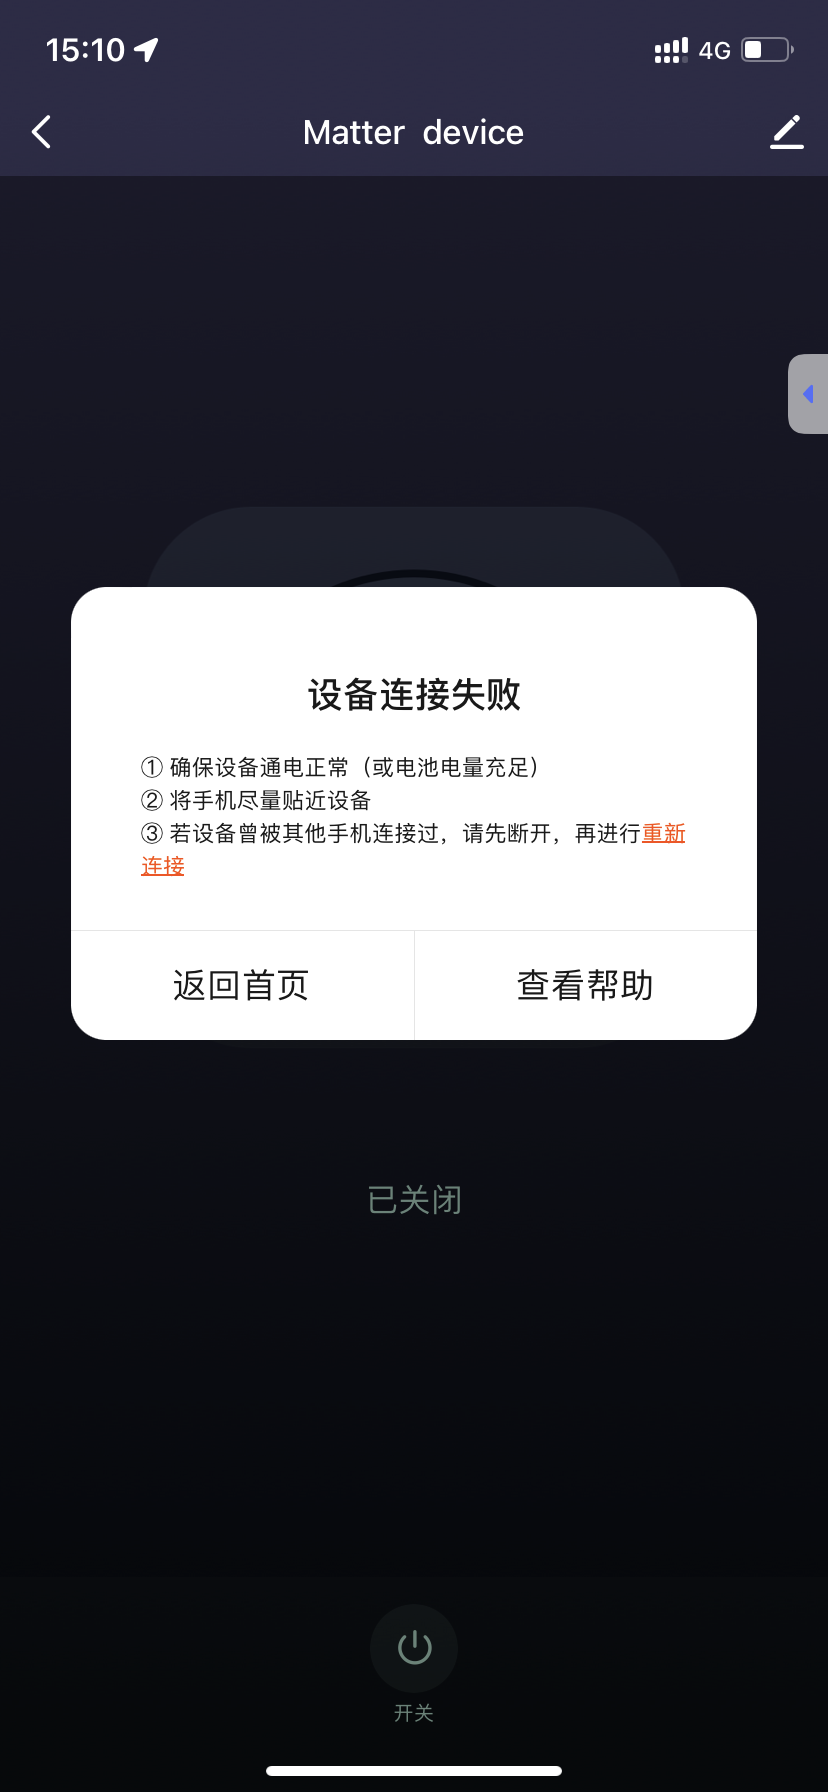 15:10
4G
Matter device
设备连接失败
① 确保设备通电正常（或电池电量充足）
② 将手机尽量贴近设备
③ 若设备曾被其他手机连接过，请先断开，再进行重新
连接
返回首页
查看帮助
已关闭
开关